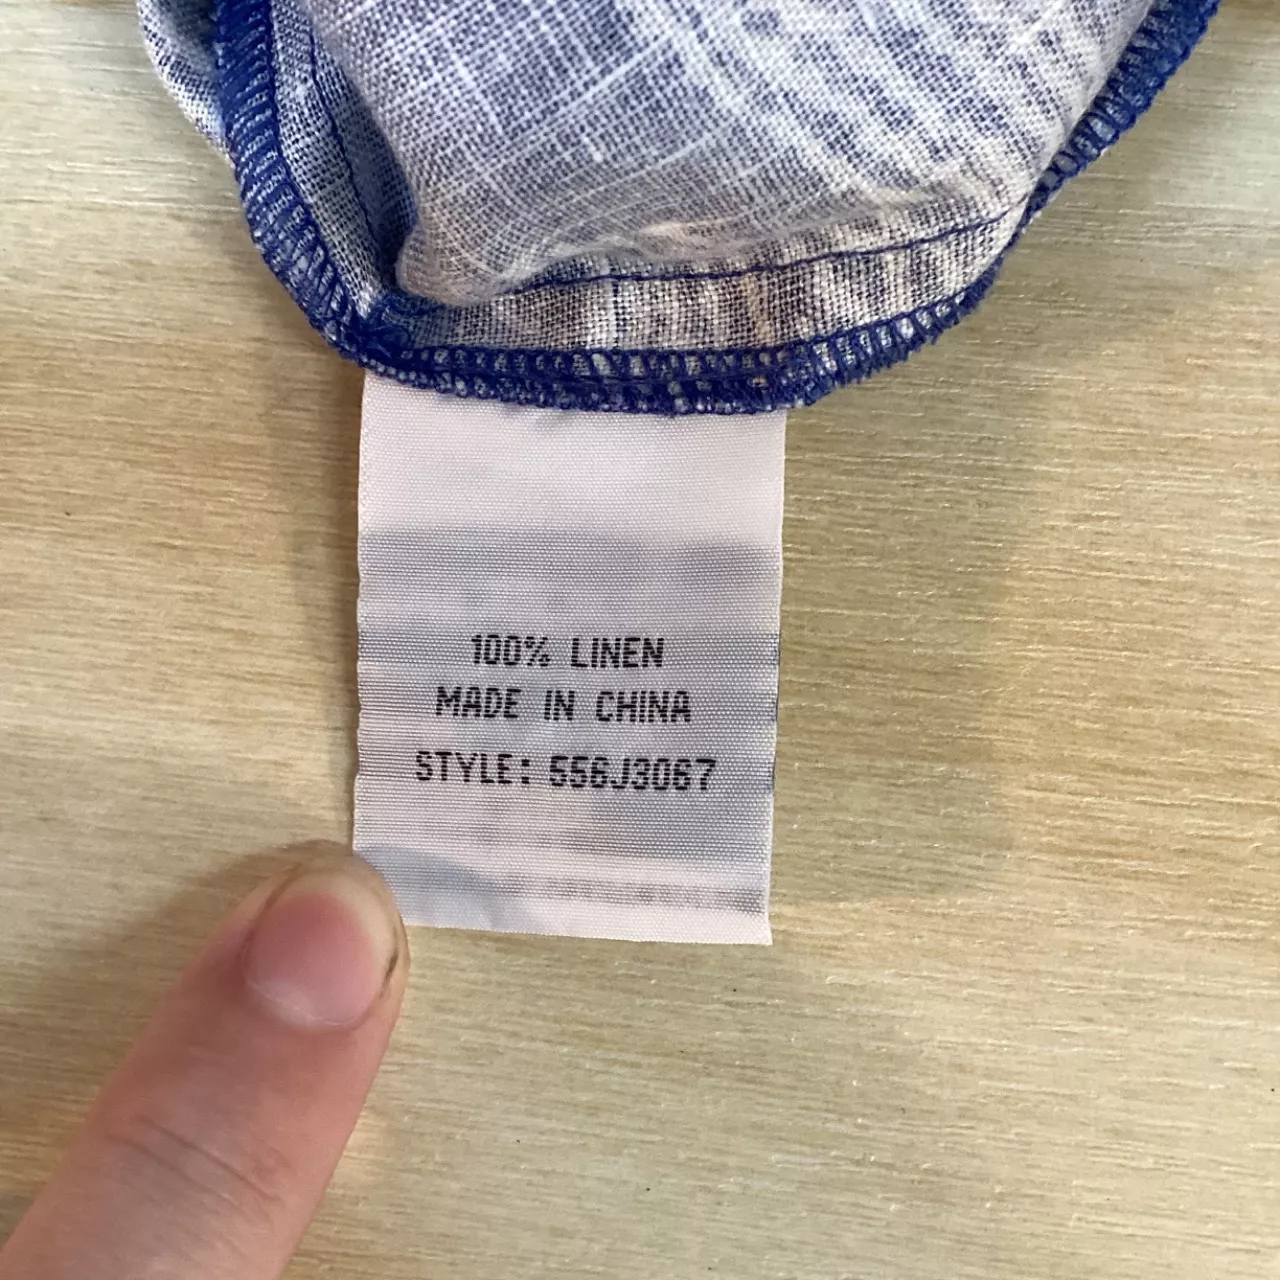 100% LINEN
MADE IN CHINA
STYLE: 556J3067